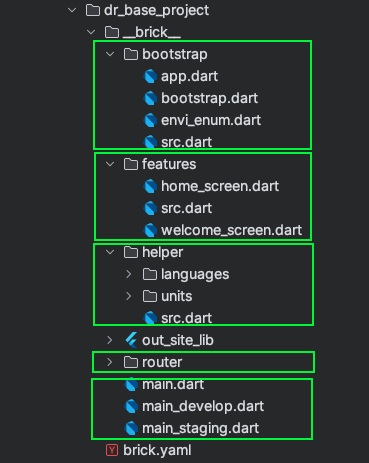 dr_base_project
__brick__
bootstrap
app.dart
bootstrap.dart
envi_enum.dart
src.dart
features
home_screen.dart
src.dart
welcome_screen.dart
helper
languages
units
src.dart
out_site_lib
router
main.dart
main_develop.dart
main_staging.dart
Y brick.yaml